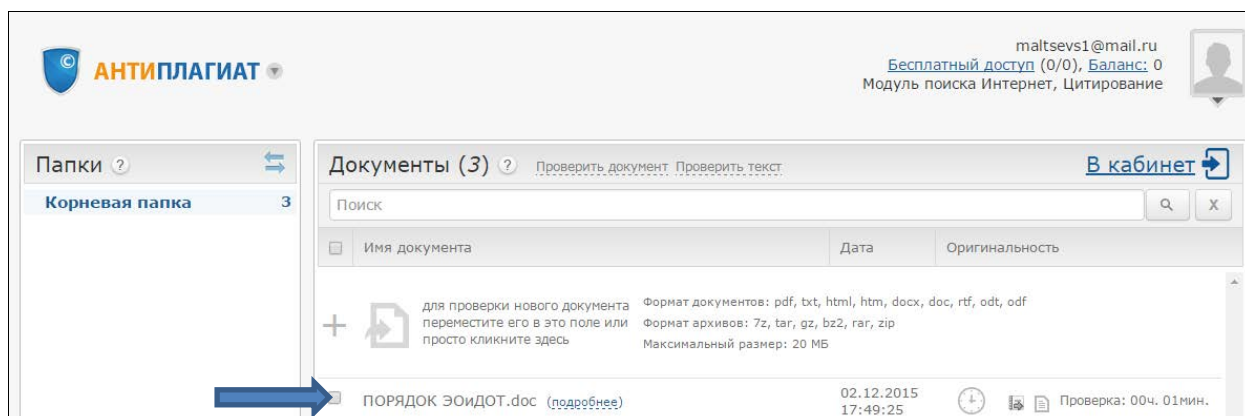 maltsevs1@mail.ru
© АНТИПЛАГИАТ
Бесплатный доступ (0/0), Баланс: 0
Модуль поиска Интернет, Цитирование
Папки ?
Документы (3) ? Проверить документ Проверить текст В кабинет
Корневая папка 3
Поиск X
Имя документа Дата Оригинальность
для проверки нового документа
переместите его в это поле или
просто кликните здесь
Формат документов: pdf, txt, html, htm, docx, doc, rtf, odt, odf
Формат архивов: 7z, tar, gz, bz2, rar, zip
Максимальный размер: 20 МБ
ПОРЯДОК ЭОиДОТ.doc (подробнее) 02.12.2015
17:49:25 Проверка: 00ч. 01мин.